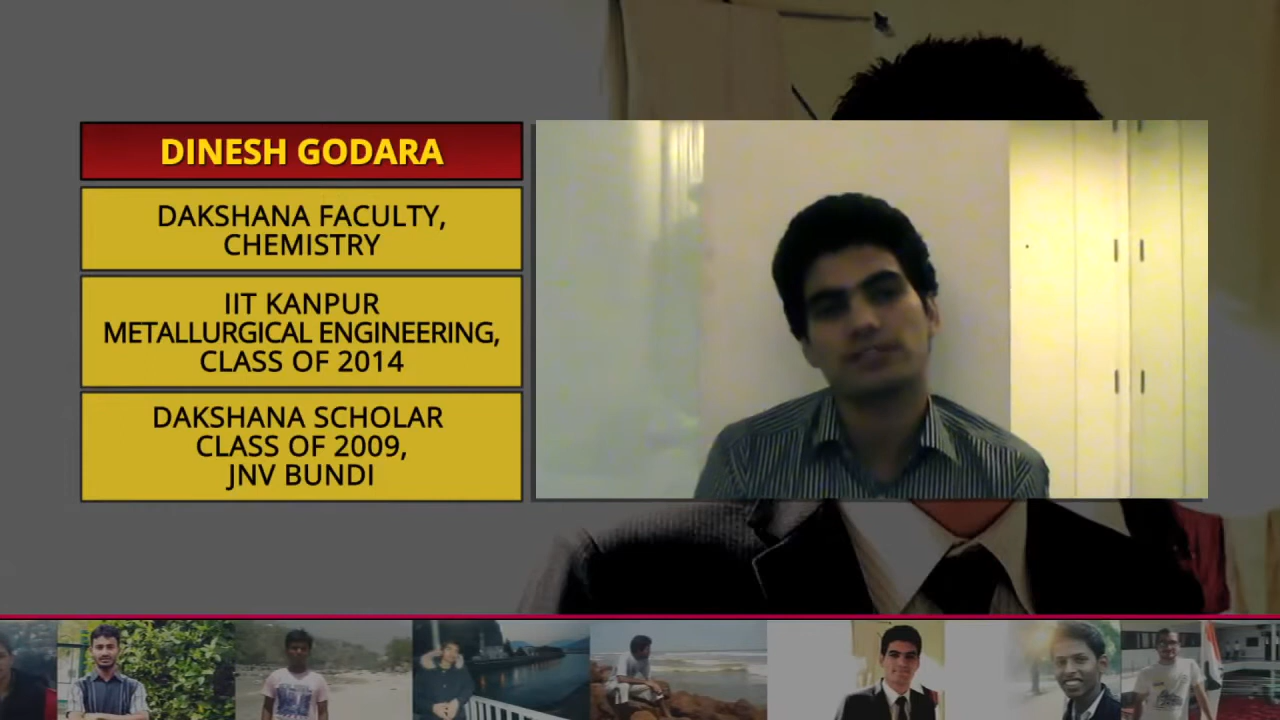 DINESH GODARA
DAKSHANA FACULTY,
CHEMISTRY
IIT KANPUR
METALLURGICAL ENGINEERING,
CLASS OF 2014
DAKSHANA SCHOLAR
CLASS OF 2009,
JNV BUNDI